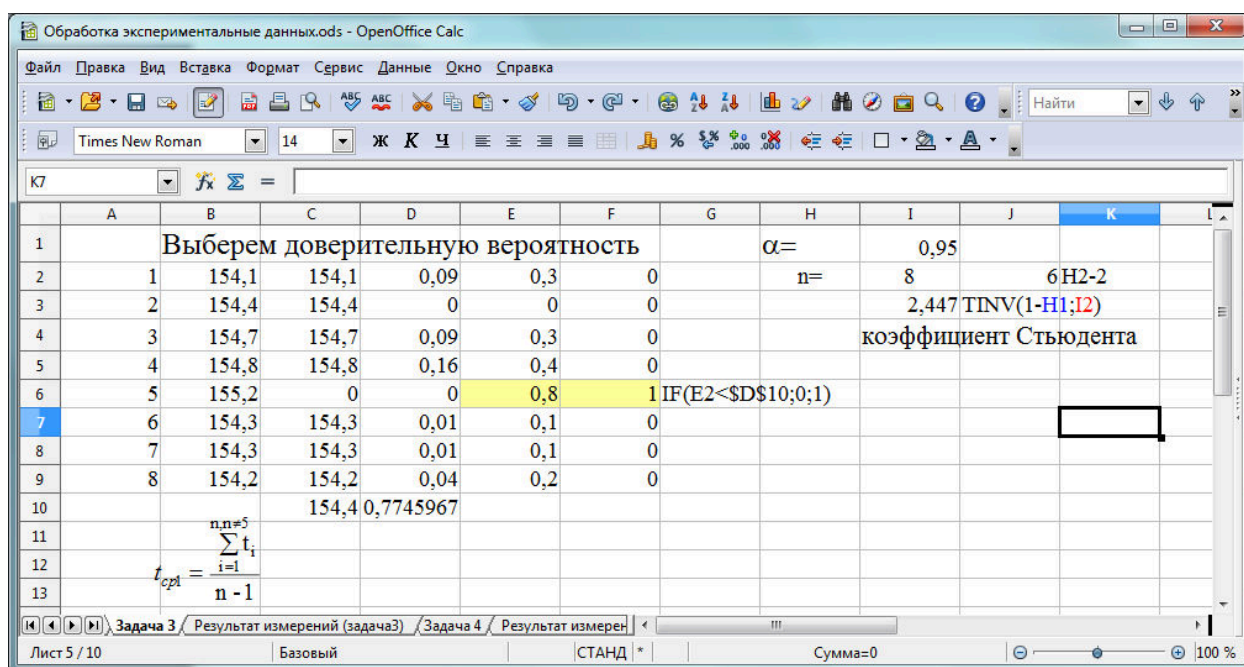 Обработка экспериментальные данных.ods - OpenOffice Calc
Файл Правка Вид Вставка Формат Сервис Данные Окно Справка
Найти
Times New Roman 14 Ж К Ч
K7
A B C D E F G H I J K L
1 Выберем доверительную вероятность α= 0,95
2 1 154,1 154,1 0,09 0,3 0 n= 8 6 H2-2
3 2 154,4 154,4 0 0 0 2,447 TINV(1-H1;I2)
4 3 154,7 154,7 0,09 0,3 0 коэффициент Стьюдента
5 4 154,8 154,8 0,16 0,4 0
6 5 155,2 0 0 0,8 1 IF(E2<$D$10;0;1)
7 6 154,3 154,3 0,01 0,1 0
8 7 154,3 154,3 0,01 0,1 0
9 8 154,2 154,2 0,04 0,2 0
10 154,4 0,7745967
11 n,n≠5
∑ti
12 tcp1 = i=1
13 n - 1
Задача 3 Результат измерений (задача3) Задача 4 Результат измерен
Лист 5 / 10 Базовый СТАНД * Сумма=0 100 %